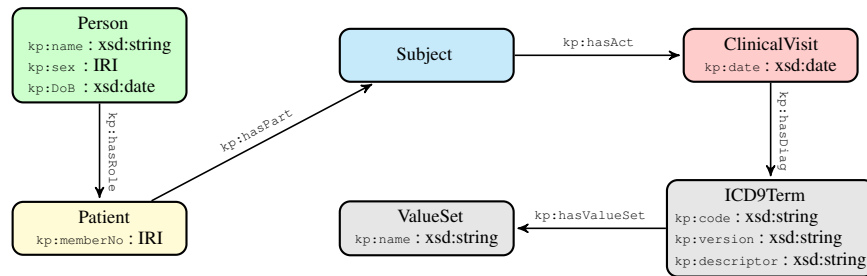 Person
kp:name : xsd:string
kp:sex : IRI
kp:DoB : xsd:date
Subject
kp:hasAct
ClinicalVisit
kp:date : xsd:date
kp:hasRole
kp:hasPart
kp:hasDiag
Patient
kp:memberNo : IRI
ValueSet
kp:name : xsd:string
kp:hasValueSet
ICD9Term
kp:code : xsd:string
kp:version : xsd:string
kp:descriptor : xsd:string